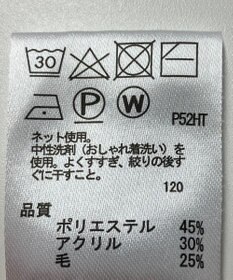 30
P W P52HT
ネット使用。
中性洗剤(おしゃれ着洗い)を
使用。よくすすぎ、絞りの後す
ぐに干すこと。
120
品質
ポリエステル 45%
アクリル 30%
毛 25%